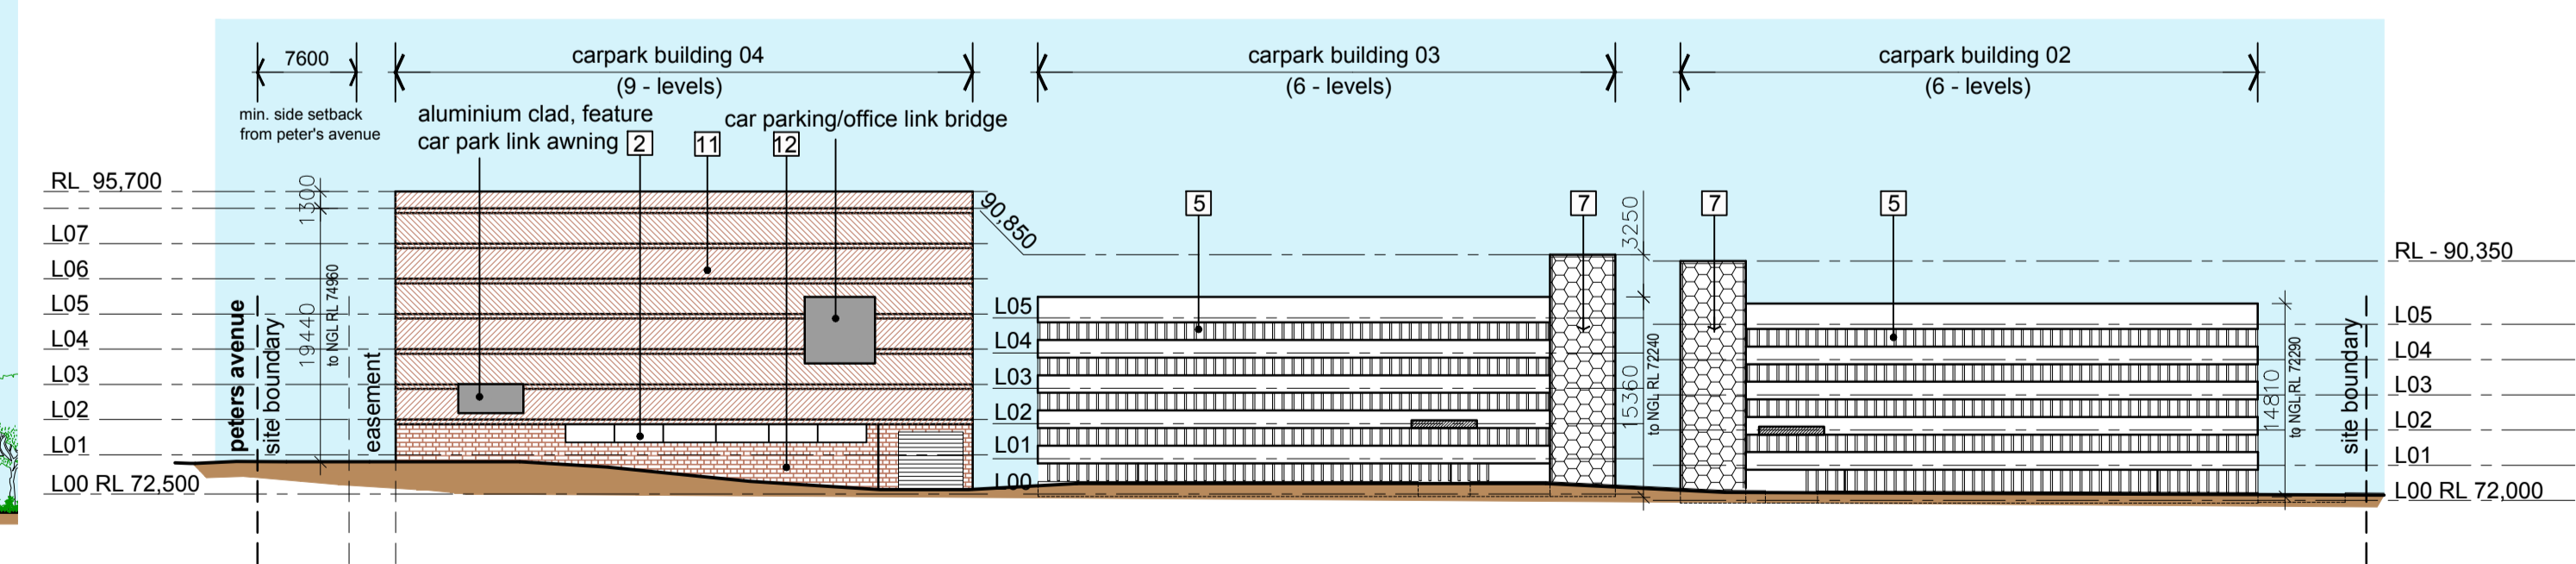 7600
min. side setback
from peter's avenue
carpark building 04
(9 - levels)
aluminium clad, feature
car park link awning
2
11
12
car parking/office link bridge
carpark building 03
(6 - levels)
carpark building 02
(6 - levels)
RL 95,700
L07
L06
L05
L04
L03
L02
L01
L00 RL 72,500
peters avenue
site boundary
1300
19440
to NGL RL 74960
easement
90,850
L05
L04
L03
L02
L01
L00
5
7
3250
15360
to NGL RL 72240
7
5
14810
to NGL RL 72290
site boundary
RL - 90,350
L05
L04
L03
L02
L01
L00 RL 72,000